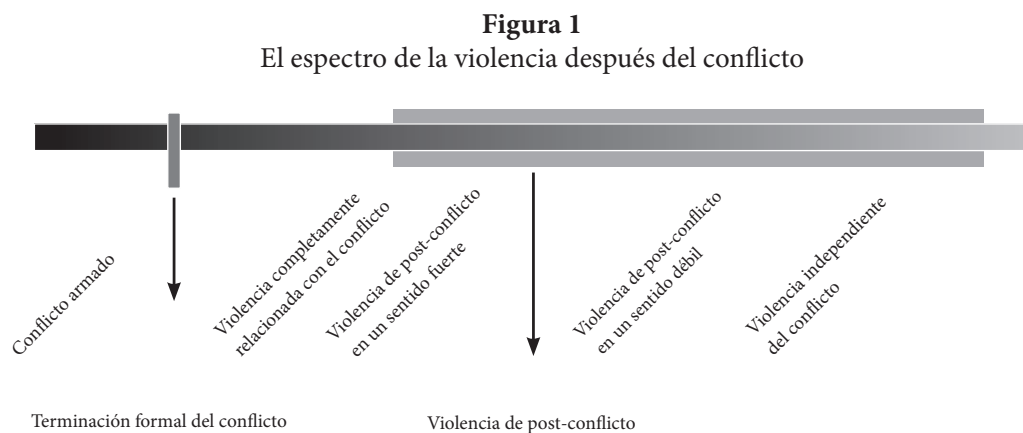 Figura 1
El espectro de la violencia después del conflicto
Conflicto armado
Violencia completamente
relacionada con el conflicto
Violencia de post-conflicto
en un sentido fuerte
Violencia de post-conflicto
en un sentido débil
Violencia independiente
del conflicto
Terminación formal del conflicto
Violencia de post-conflicto